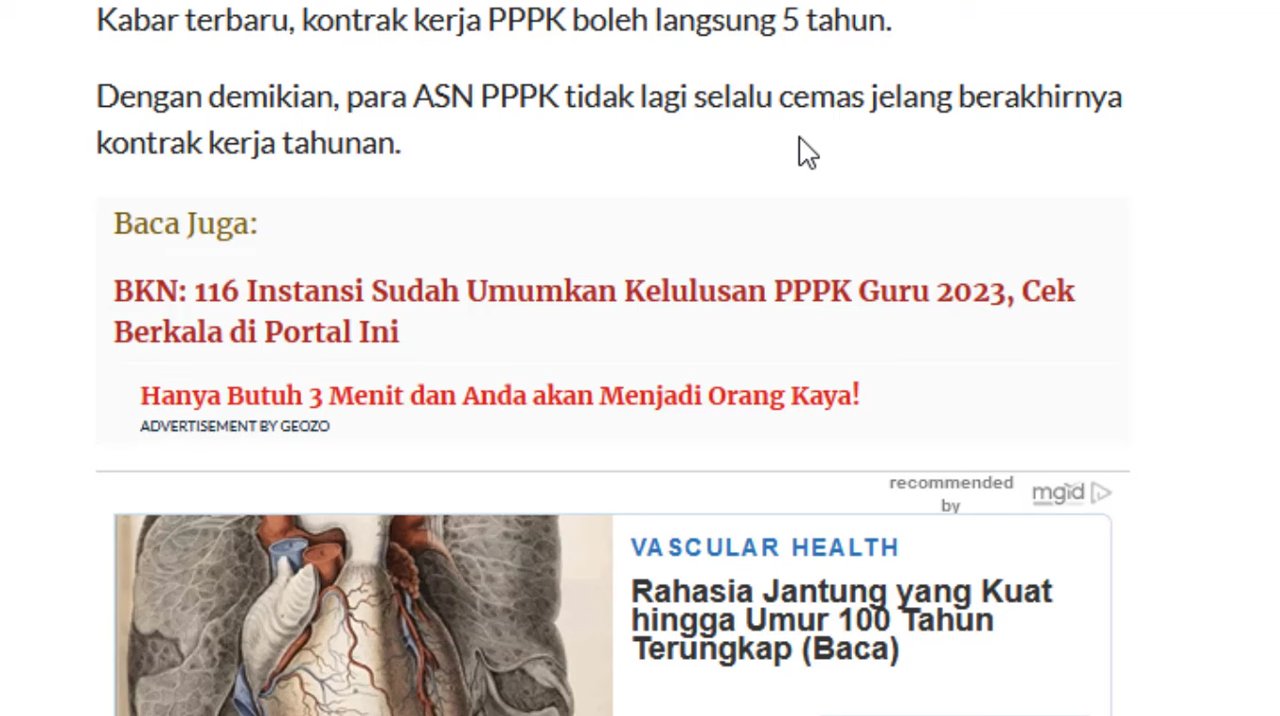 Kabar terbaru, kontrak kerja PPPK boleh langsung 5 tahun.
Dengan demikian, para ASN PPPK tidak lagi selalu cemas jelang berakhirnya
kontrak kerja tahunan.
Baca Juga:
BKN: 116 Instansi Sudah Umumkan Kelulusan PPPK Guru 2023, Cek
Berkala di Portal Ini
Hanya Butuh 3 Menit dan Anda akan Menjadi Orang Kaya!
ADVERTISEMENT BY GEOZO
recommended
by
mgid
VASCULAR HEALTH
Rahasia Jantung yang Kuat
hingga Umur 100 Tahun
Terungkap (Baca)